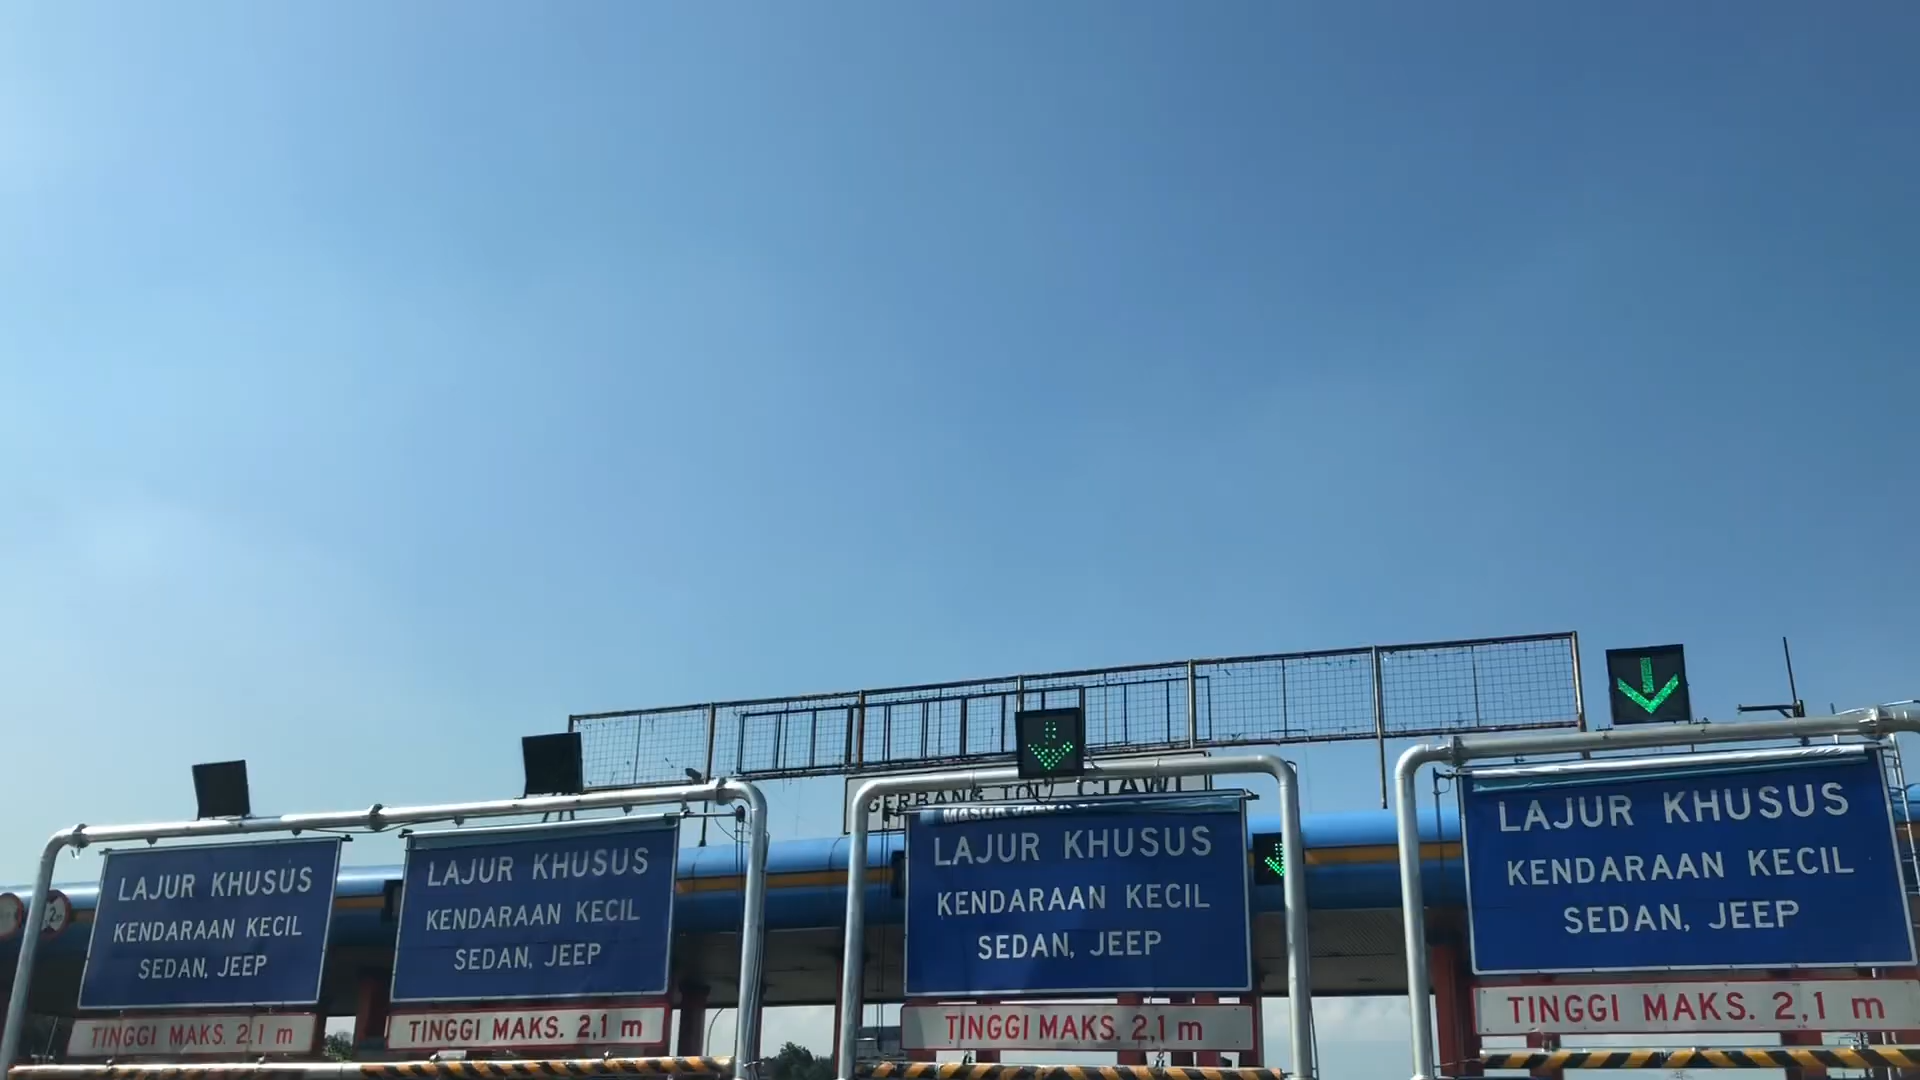 GERBANG TOL CIAWI
LAJUR KHUSUS
KENDARAAN KECIL
SEDAN, JEEP
TINGGI MAKS. 2,1 m
LAJUR KHUSUS
KENDARAAN KECIL
SEDAN, JEEP
TINGGI MAKS. 2,1 m
LAJUR KHUSUS
KENDARAAN KECIL
SEDAN, JEEP
TINGGI MAKS. 2,1 m
LAJUR KHUSUS
KENDARAAN KECIL
SEDAN, JEEP
TINGGI MAKS. 2,1 m